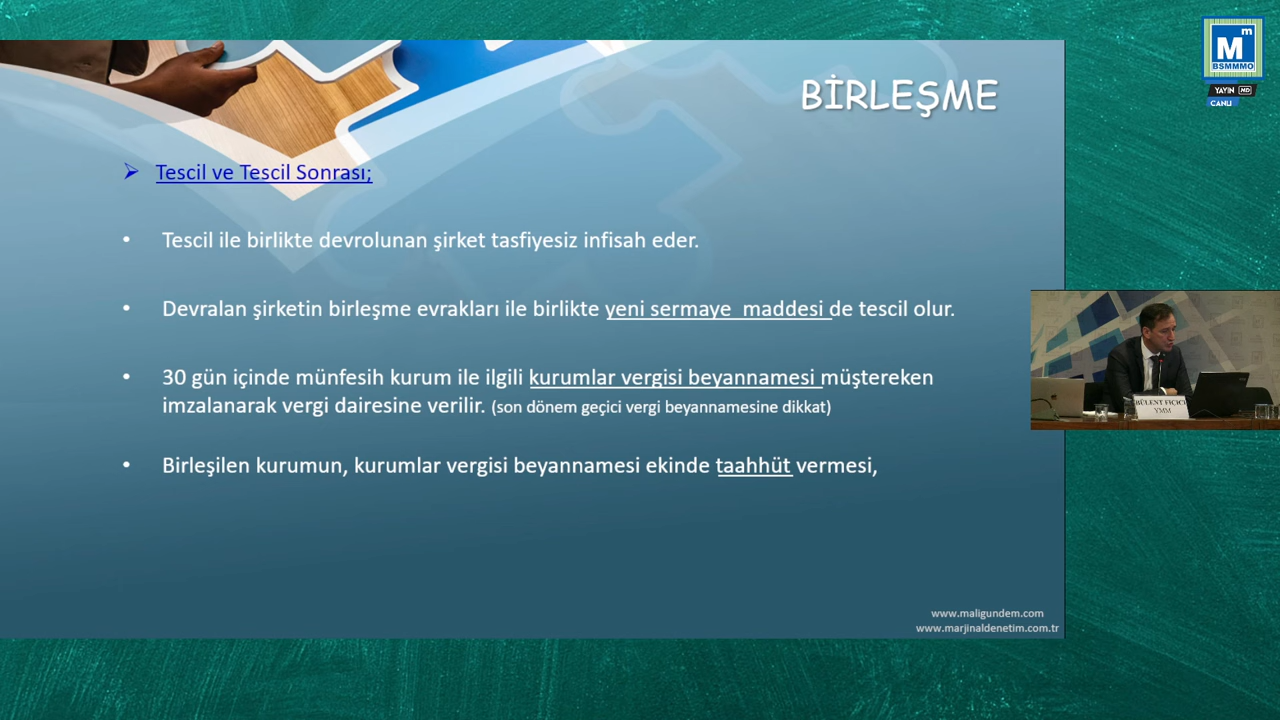 BİRLEŞME
Tescil ve Tescil Sonrası;
Tescil ile birlikte devrolunan şirket tasfiyesiz infisah eder.
Devralan şirketin birleşme evrakları ile birlikte yeni sermaye maddesi de tescil olur.
30 gün içinde münfesih kurum ile ilgili kurumlar vergisi beyannamesi müştereken
imzalanarak vergi dairesine verilir. (son dönem geçici vergi beyannamesine dikkat)
Birleşilen kurumun, kurumlar vergisi beyannamesi ekinde taahhüt vermesi,
www.maligundem.com
www.marjinaldenetim.com.tr
M m
BSMMMO
YAYIN HD
CANLI
BÜLENT FIÇICI
YMM